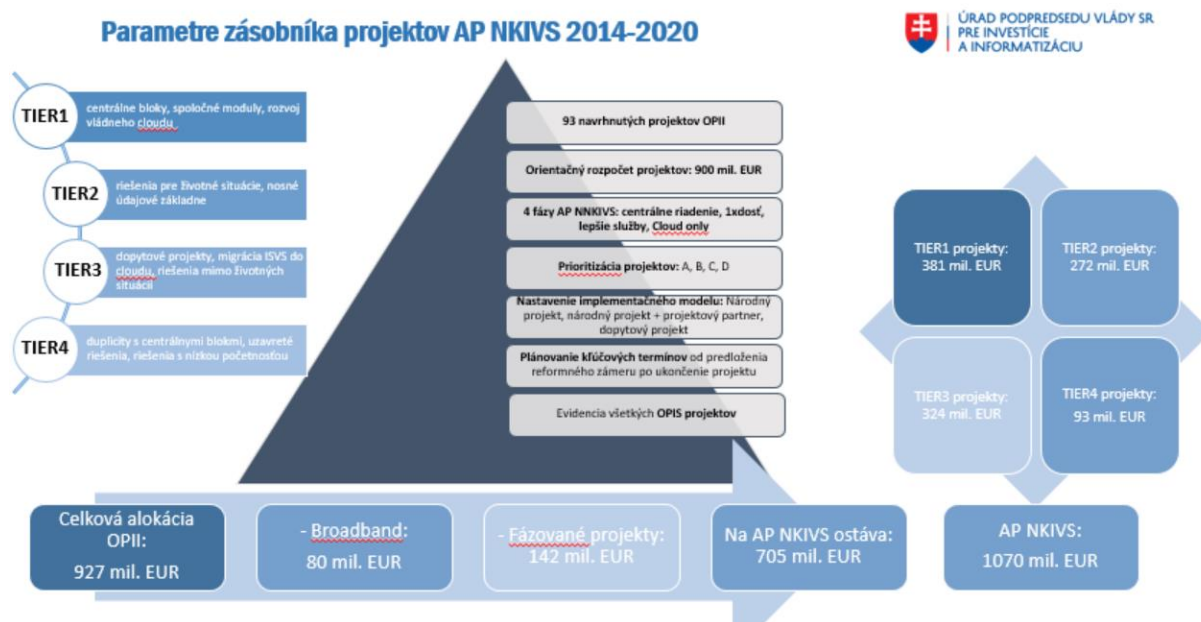 Parametre zásobníka projektov AP NKIVS 2014-2020
ÚRAD PODPREDSEDU VLÁDY SR
PRE INVESTÍCIE
A INFORMATIZÁCIU
TIER1
centrálne bloky, spoločné moduly, rozvoj
vládneho cloudu
TIER2
riešenia pre životné situácie, nosné
údajové základne
TIER3
dopytové projekty, migrácia ISVS do
cloudu, riešenia mimo životných
situácií
TIER4
duplicity s centrálnymi blokmi, uzavreté
riešenia, riešenia s nízkou početnosťou
93 navrhnutých projektov OPII
Orientačný rozpočet projektov: 900 mil. EUR
4 fázy AP NNKIVS: centrálne riadenie, 1xdosť,
lepšie služby, Cloud only
Prioritizácia projektov: A, B, C, D
Nastavenie implementačného modelu: Národný
projekt, národný projekt + projektový partner,
dopytový projekt
Plánovanie kľúčových termínov od predloženia
reformného zámeru po ukončenie projektu
Evidencia všetkých OPIS projektov
TIER1 projekty:
381 mil. EUR
TIER2 projekty:
272 mil. EUR
TIER3 projekty:
324 mil. EUR
TIER4 projekty:
93 mil. EUR
Celková alokácia
OPII:
927 mil. EUR
- Broadband:
80 mil. EUR
- Fázované projekty:
142 mil. EUR
Na AP NKIVS ostáva:
705 mil. EUR
AP NKIVS:
1070 mil. EUR